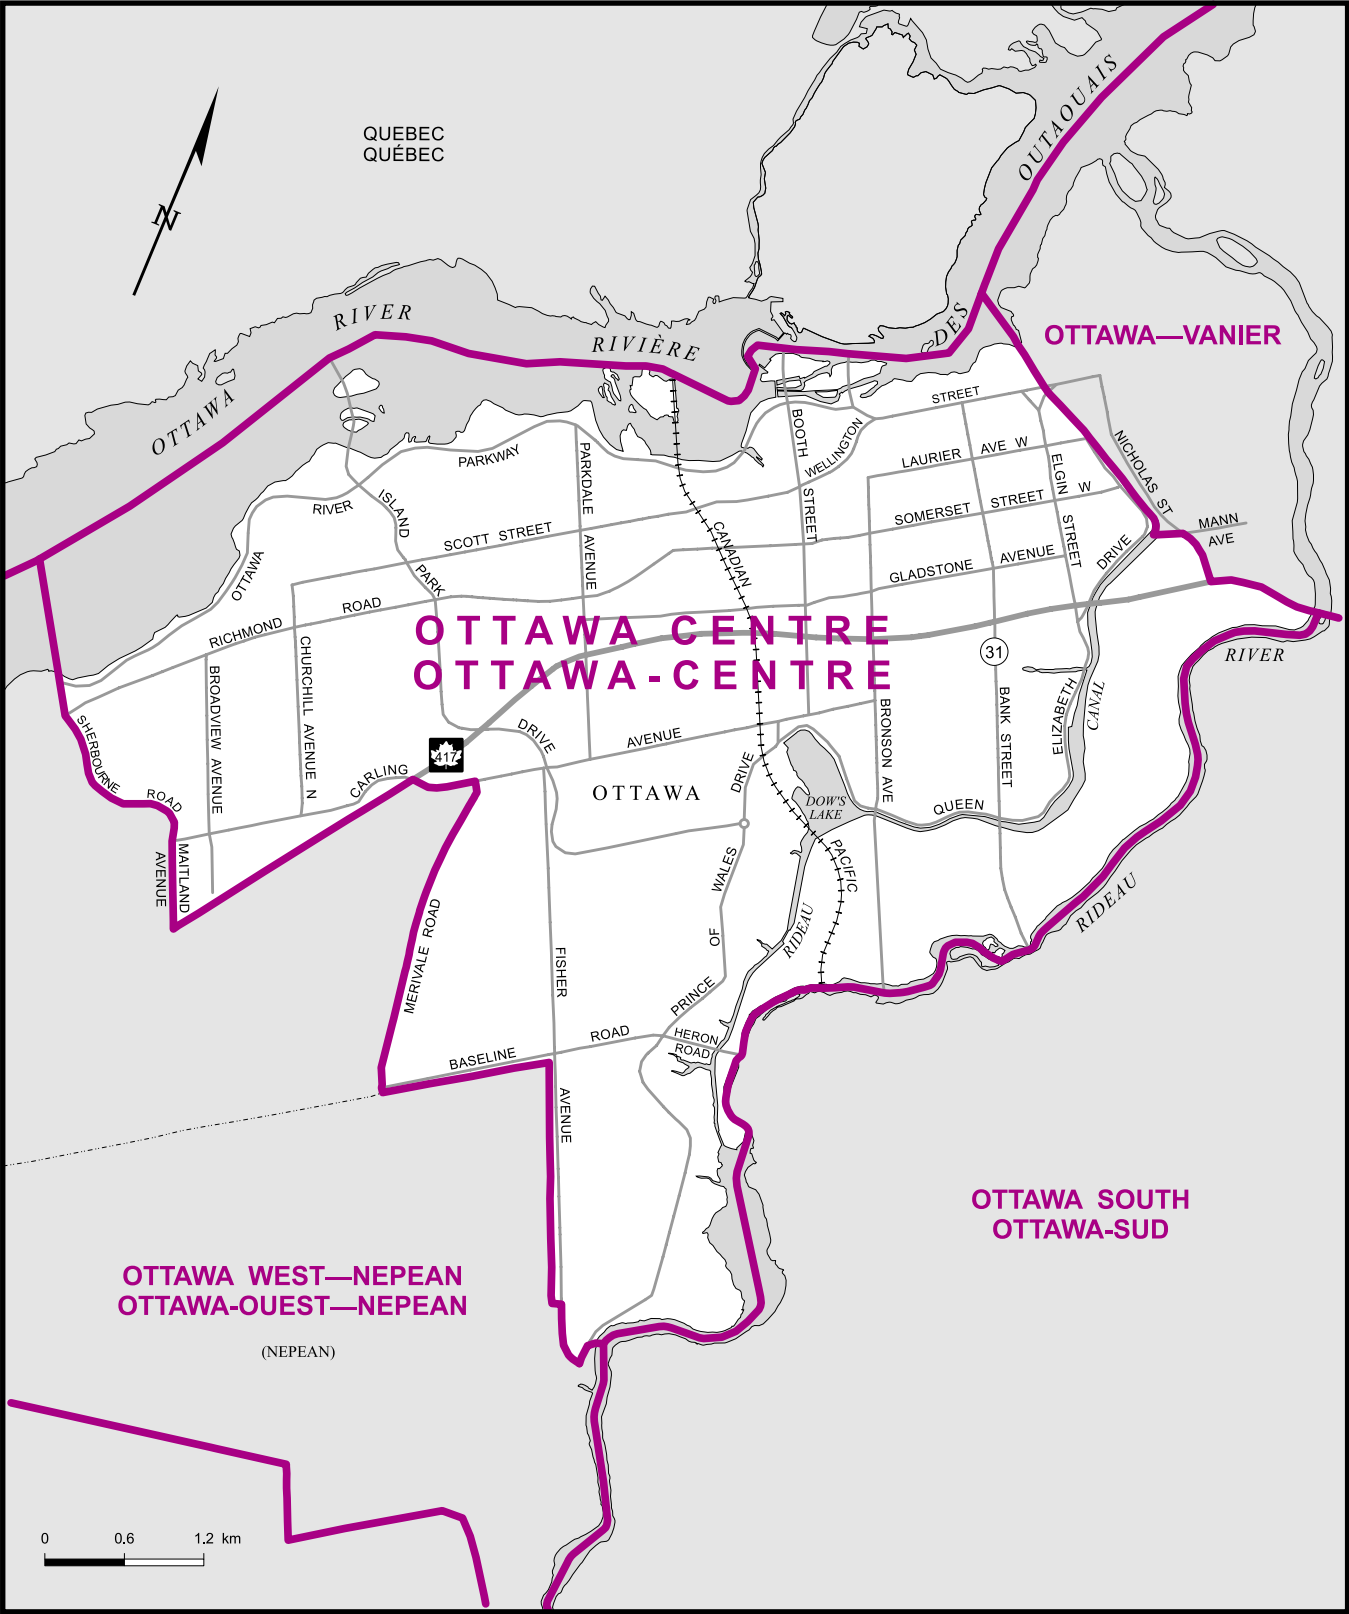 QUEBEC
QUÉBEC
N
OTTAWA RIVER
RIVIÈRE DES OUTAOUAIS
OTTAWA—VANIER
OTTAWA RIVER PARKWAY
ISLAND PARK DRIVE
PARKDALE AVENUE
SCOTT STREET
RICHMOND ROAD
CANADIAN PACIFIC
BOOTH STREET
WELLINGTON STREET
LAURIER AVE W
ELGIN STREET
NICHOLAS ST
SOMERSET STREET W
MANN
AVE
GLADSTONE AVENUE
QUEEN ELIZABETH DRIVE
OTTAWA CENTRE
OTTAWA-CENTRE
31
BANK STREET
RIDEAU CANAL
RIDEAU RIVER
SHERBOURNE ROAD
BROADVIEW AVENUE
CHURCHILL AVENUE N
CARLING AVENUE
417
BRONSON AVE
OTTAWA
DOW'S
LAKE
MAITLAND
AVENUE
MERIVALE ROAD
FISHER AVENUE
PRINCE OF WALES DRIVE
BASELINE ROAD
HERON
ROAD
OTTAWA SOUTH
OTTAWA-SUD
OTTAWA WEST—NEPEAN
OTTAWA-OUEST—NEPEAN
(NEPEAN)
0 0.6 1.2 km